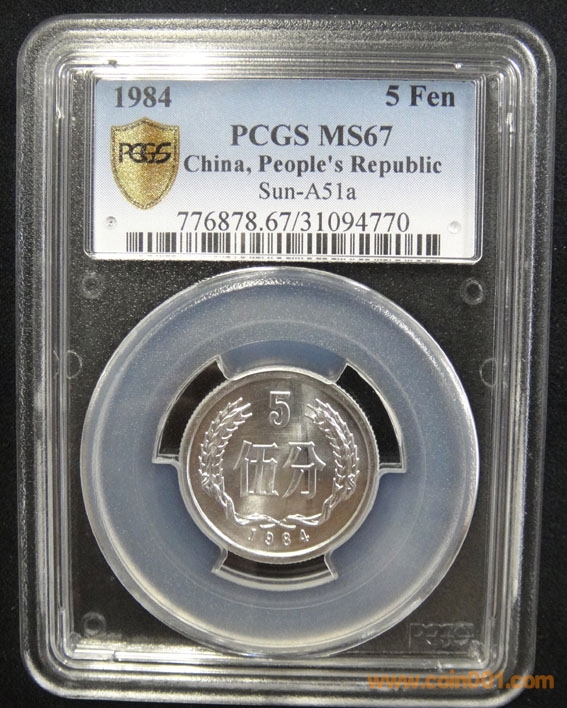 1984 5 Fen
PCGS
PCGS MS67
China, People's Republic
Sun-A51a
776878.67/31094770
5
伍分
1984
PCGS
www.coin001.com